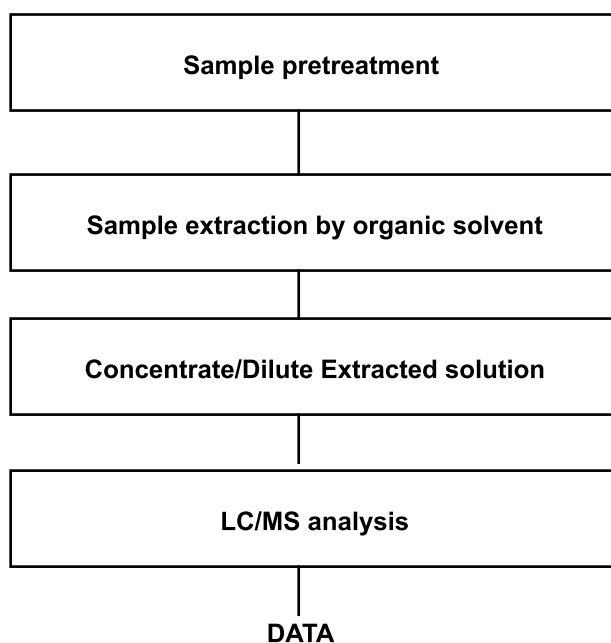 Sample pretreatment
Sample extraction by organic solvent
Concentrate/Dilute Extracted solution
LC/MS analysis
DATA